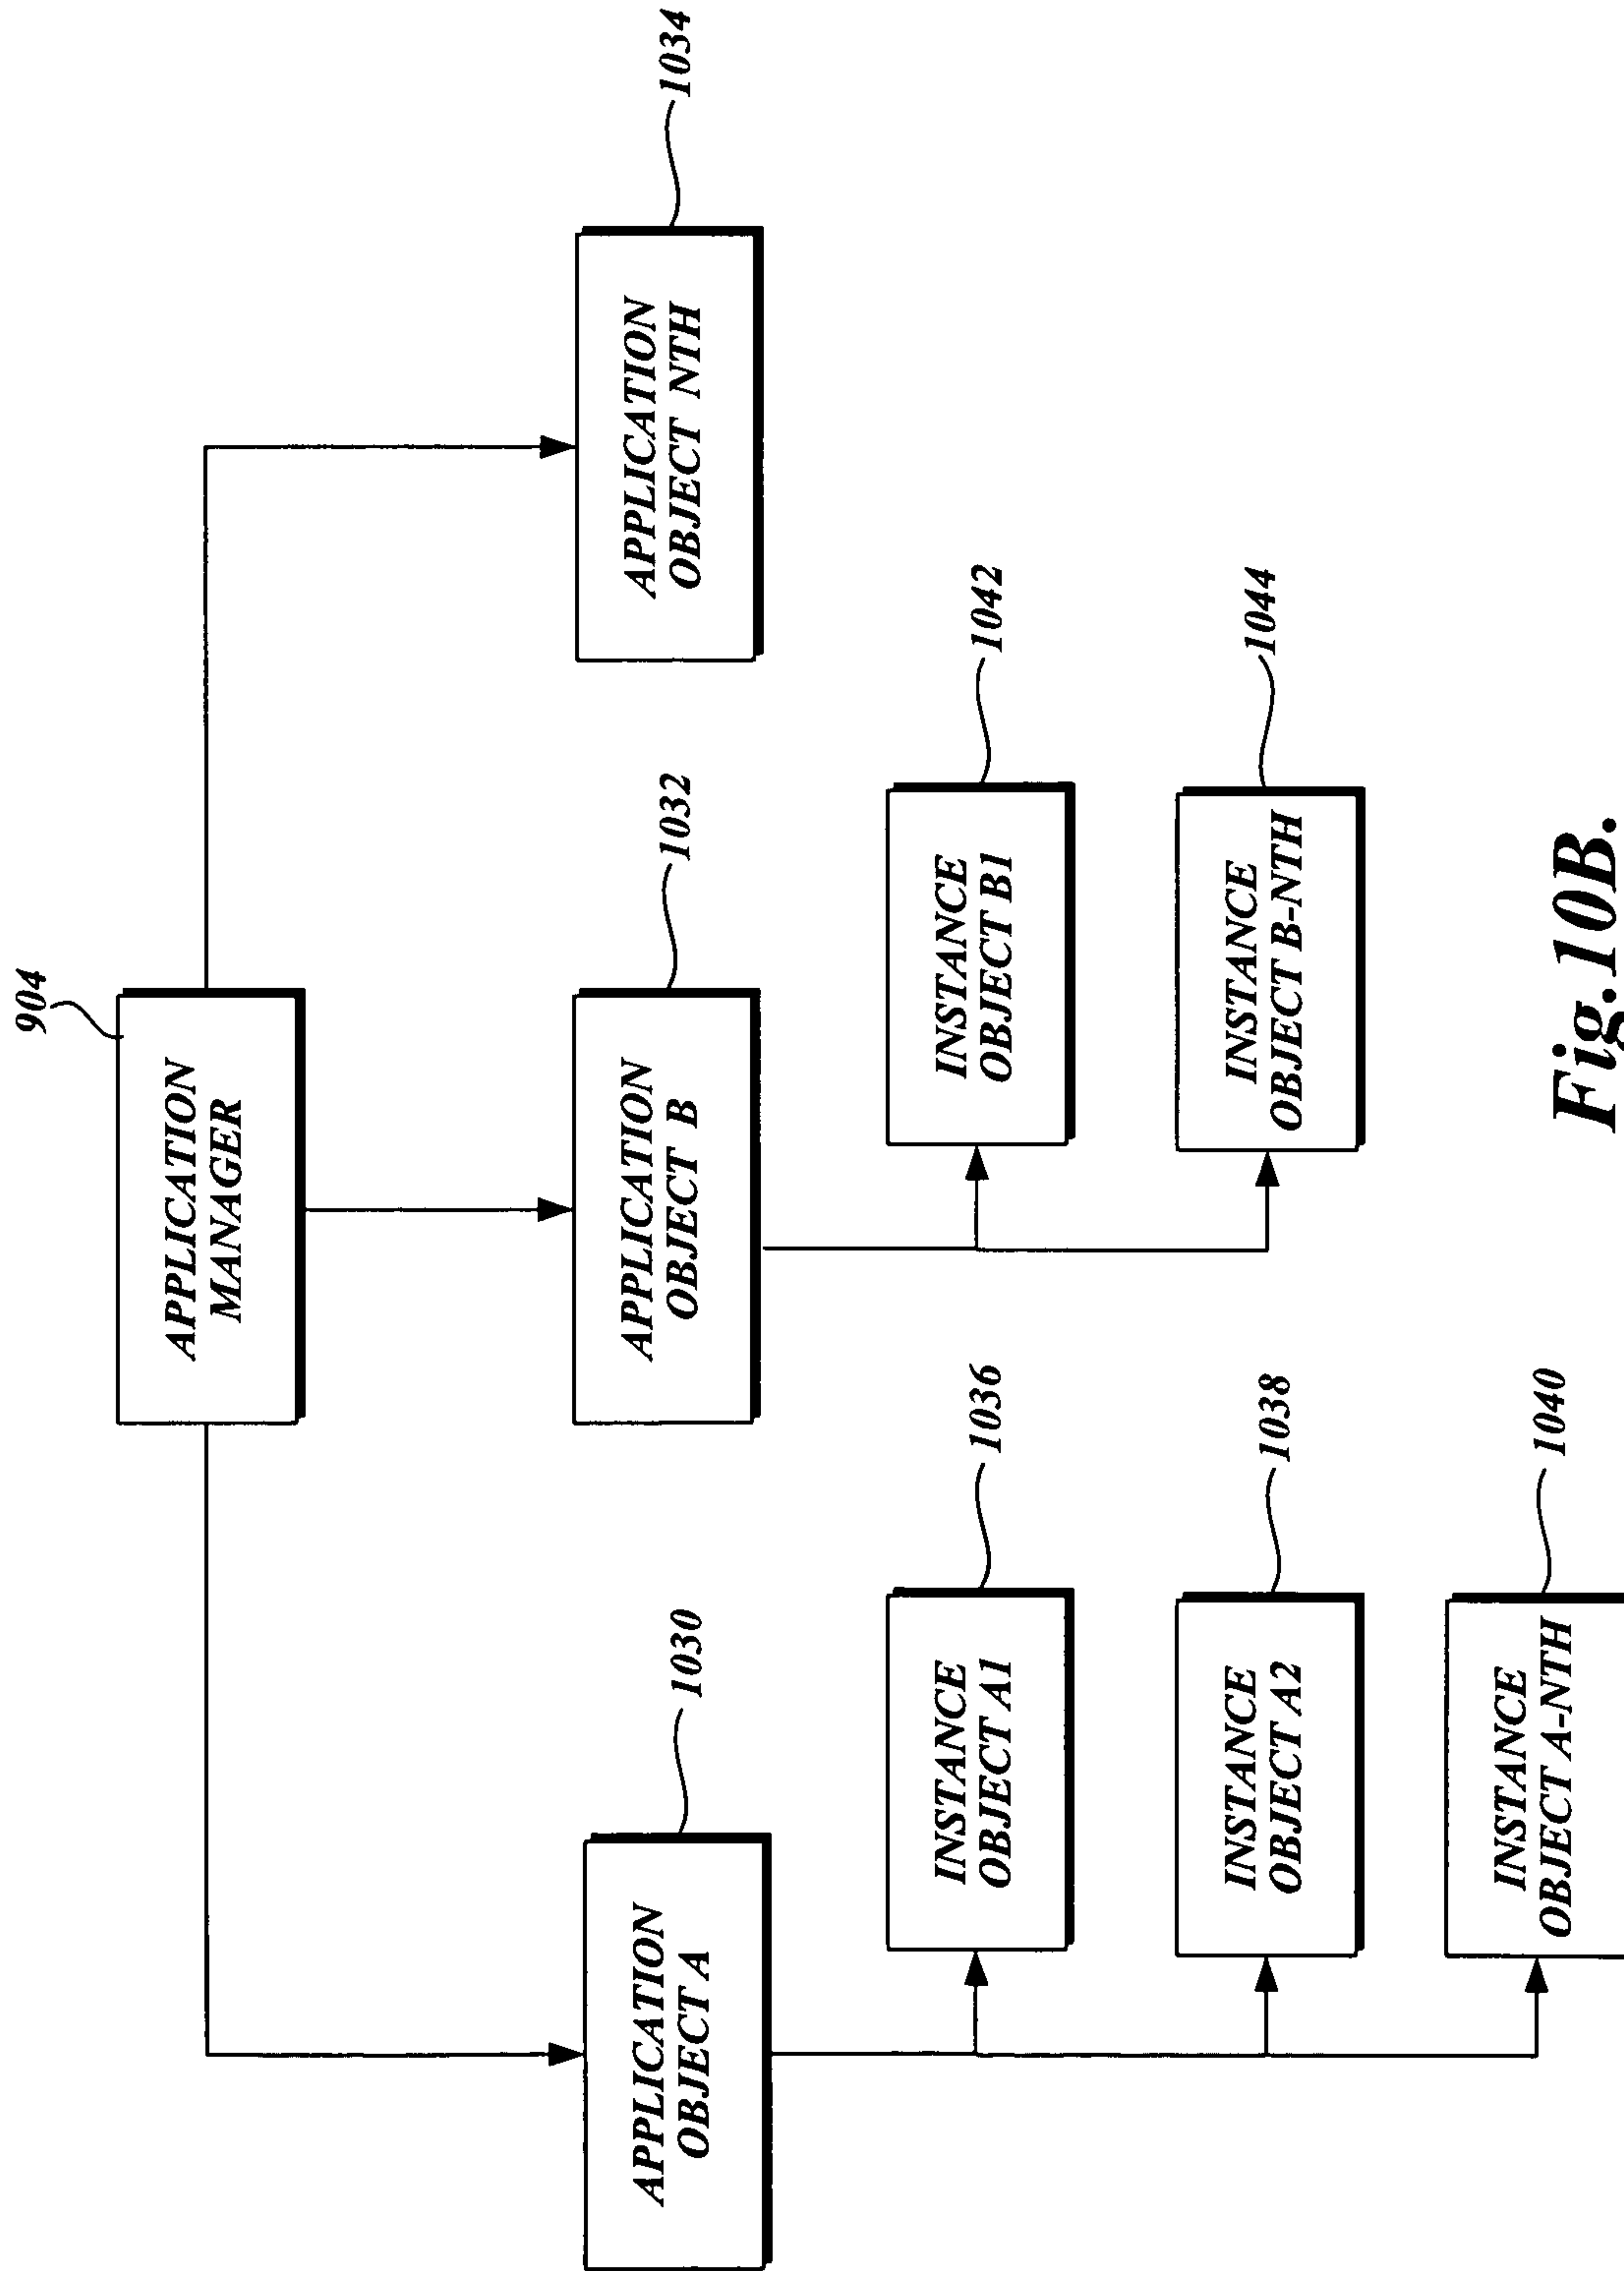 904
APPLICATION
MANAGER
1030
APPLICATION
OBJECT A
1032
APPLICATION
OBJECT B
1034
APPLICATION
OBJECT NTH
1036
INSTANCE
OBJECT A1
1042
INSTANCE
OBJECT B1
1038
INSTANCE
OBJECT A2
1044
INSTANCE
OBJECT B-NTH
1040
INSTANCE
OBJECT A-NTH
Fig.10B.